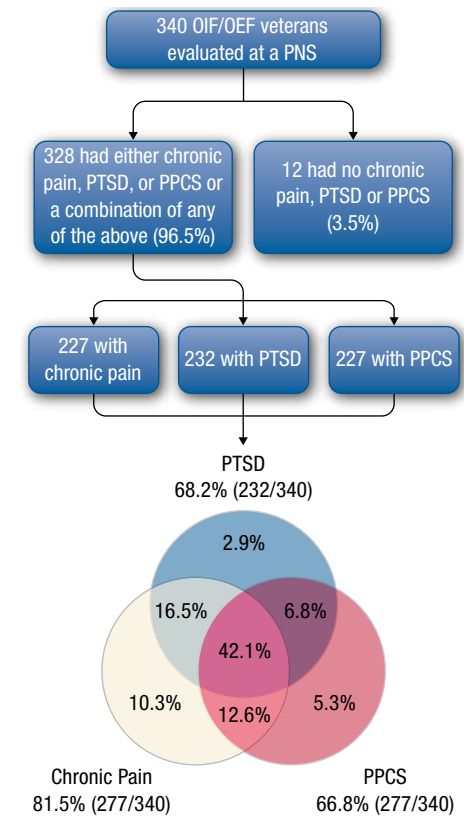 340 OIF/OEF veterans
evaluated at a PNS
328 had either chronic
pain, PTSD, or PPCS or
a combination of any
of the above (96.5%)
12 had no chronic
pain, PTSD or PPCS
(3.5%)
227 with
chronic pain
232 with PTSD
227 with PPCS
PTSD
68.2% (232/340)
2.9%
16.5%
6.8%
42.1%
10.3%
12.6%
5.3%
Chronic Pain
81.5% (277/340)
PPCS
66.8% (277/340)